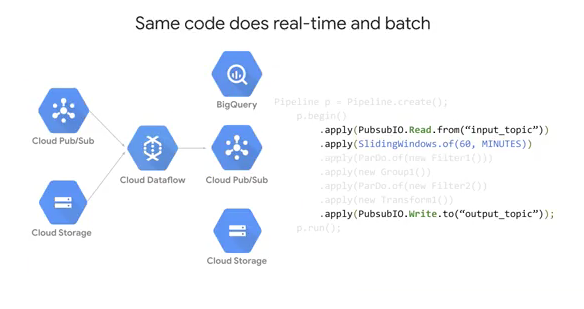 Same code does real-time and batch
BigQuery
Cloud Pub/Sub
Cloud Dataflow
Cloud Pub/Sub
Cloud Storage
Cloud Storage
Pipeline p = Pipeline.create();
p.begin()
.apply(PubsubIO.Read.from(“input_topic”))
.apply(SlidingWindows.of(60, MINUTES))
.apply(ParDo.of(new Filter1()))
.apply(new Group1())
.apply(ParDo.of(new Filter2())
.apply(new Transform1())
.apply(PubsubIO.Write.to(“output_topic”));
p.run();